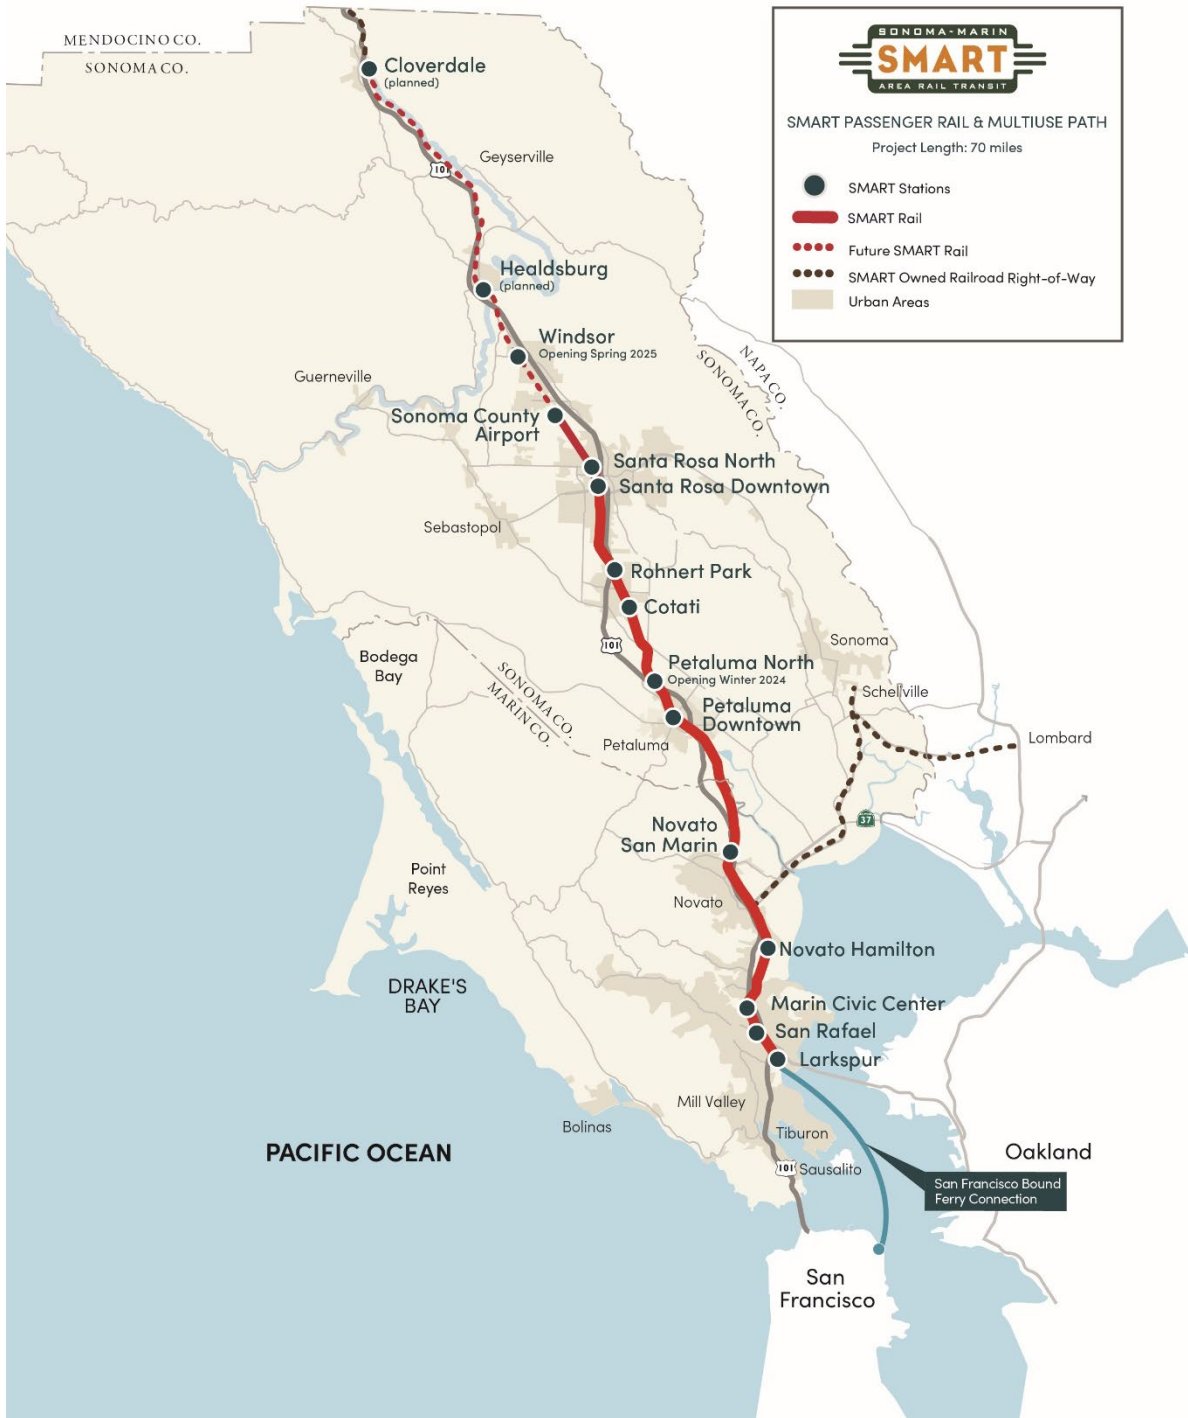 MENDOCINO CO.
SONOMA CO.
Cloverdale
(planned)
SONOMA-MARIN
SMART
AREA RAIL TRANSIT
SMART PASSENGER RAIL & MULTIUSE PATH
Project Length: 70 miles
SMART Stations
SMART Rail
Future SMART Rail
SMART Owned Railroad Right-of-Way
Urban Areas
101
Geyserville
Healdsburg
(planned)
Windsor
Opening Spring 2025
NAPA CO.
SONOMA CO.
Guerneville
Sonoma County
Airport
Santa Rosa North
Santa Rosa Downtown
Sebastopol
Rohnert Park
Cotati
101
Sonoma
Bodega
Bay
SONOMA CO.
MARIN CO.
Petaluma North
Opening Winter 2024
Schellville
Petaluma
Downtown
Petaluma
Lombard
37
Novato
San Marin
Point
Reyes
Novato
Novato Hamilton
DRAKE'S
BAY
Marin Civic Center
San Rafael
Larkspur
Mill Valley
Bolinas
Tiburon
PACIFIC OCEAN
Oakland
101
Sausalito
San Francisco Bound
Ferry Connection
San
Francisco